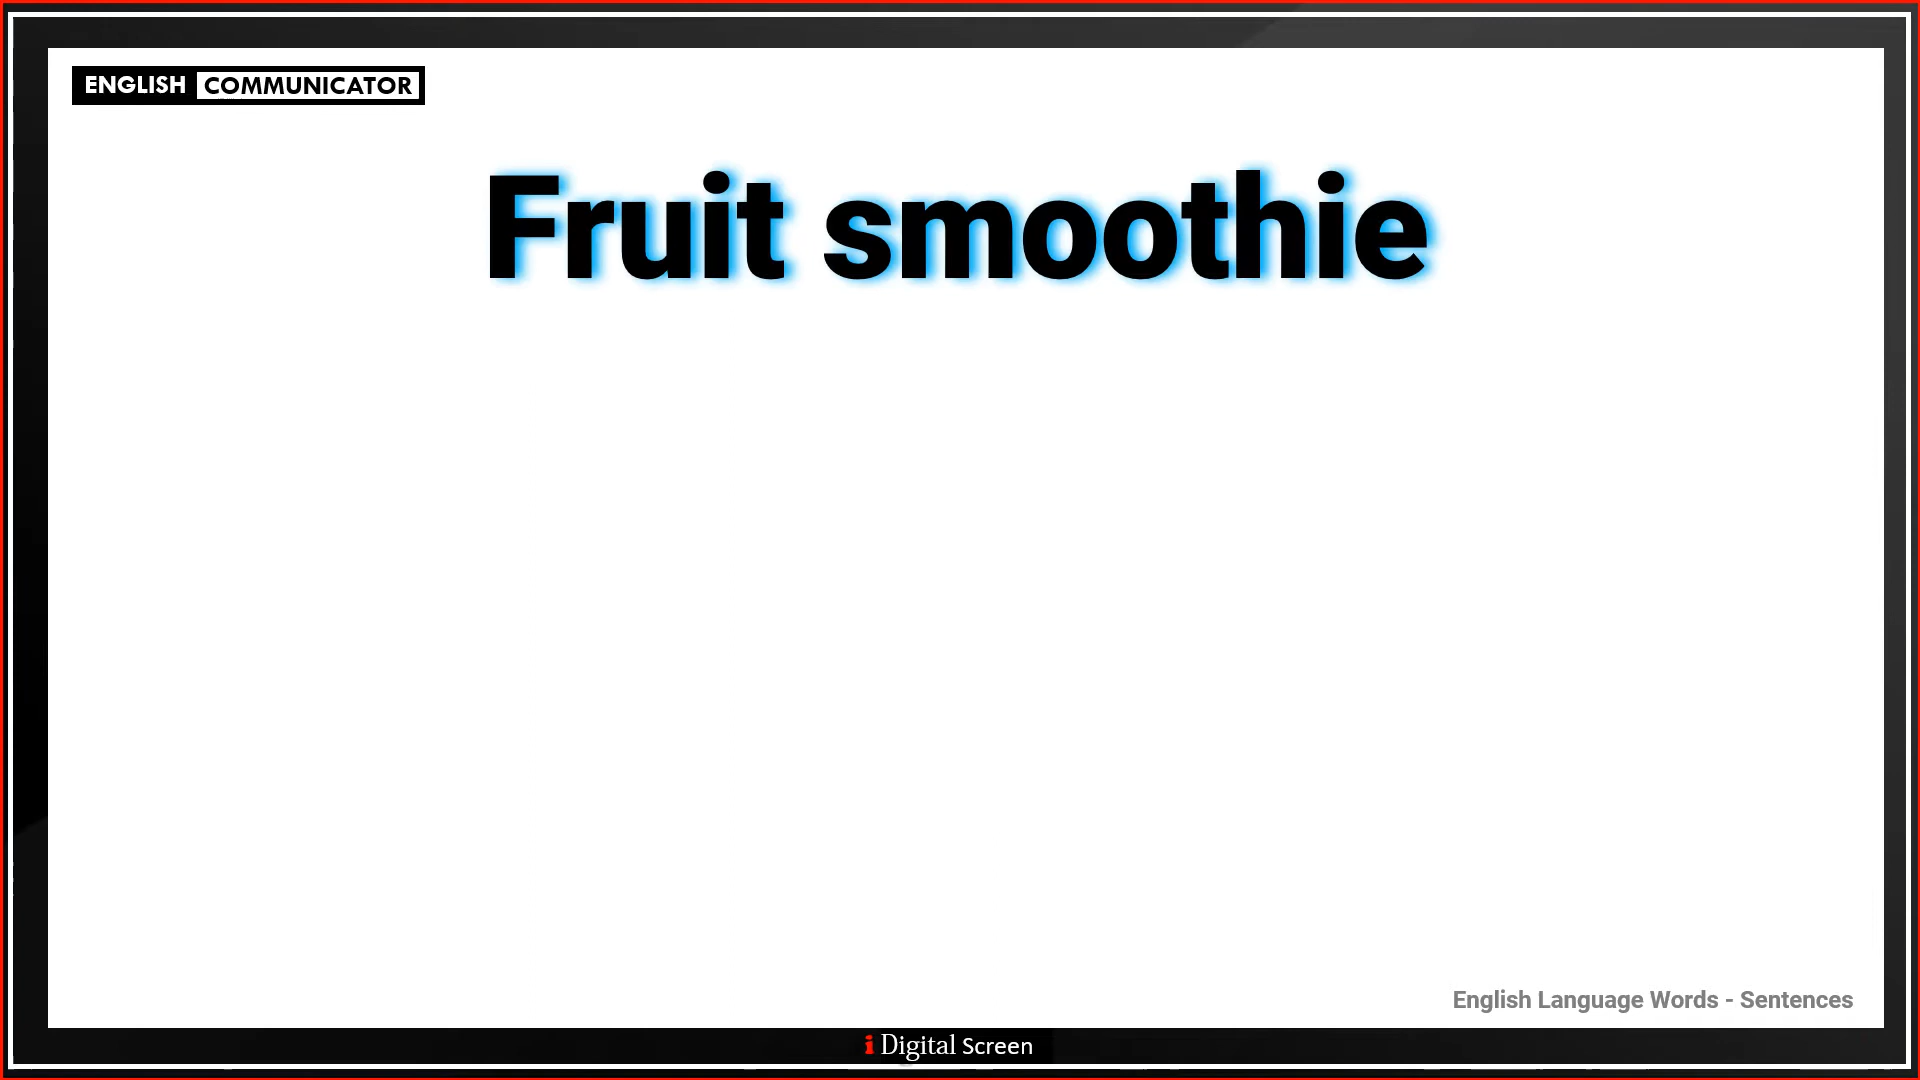 ENGLISH COMMUNICATOR
Fruit smoothie
English Language Words - Sentences
i Digital Screen